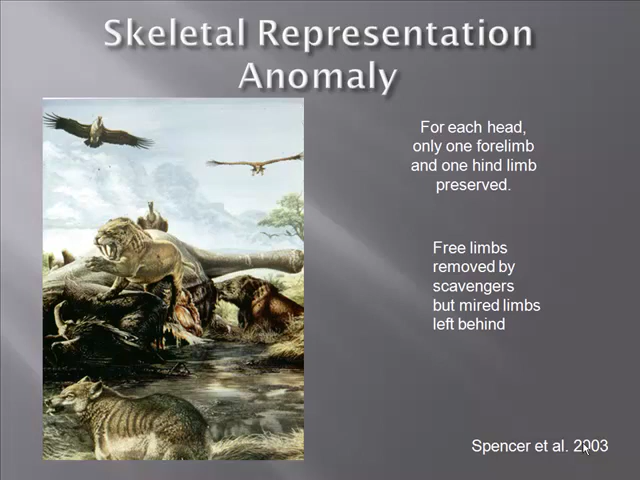 Skeletal Representation
Anomaly
For each head,
only one forelimb
and one hind limb
preserved.
Free limbs
removed by
scavengers
but mired limbs
left behind
Spencer et al. 2003